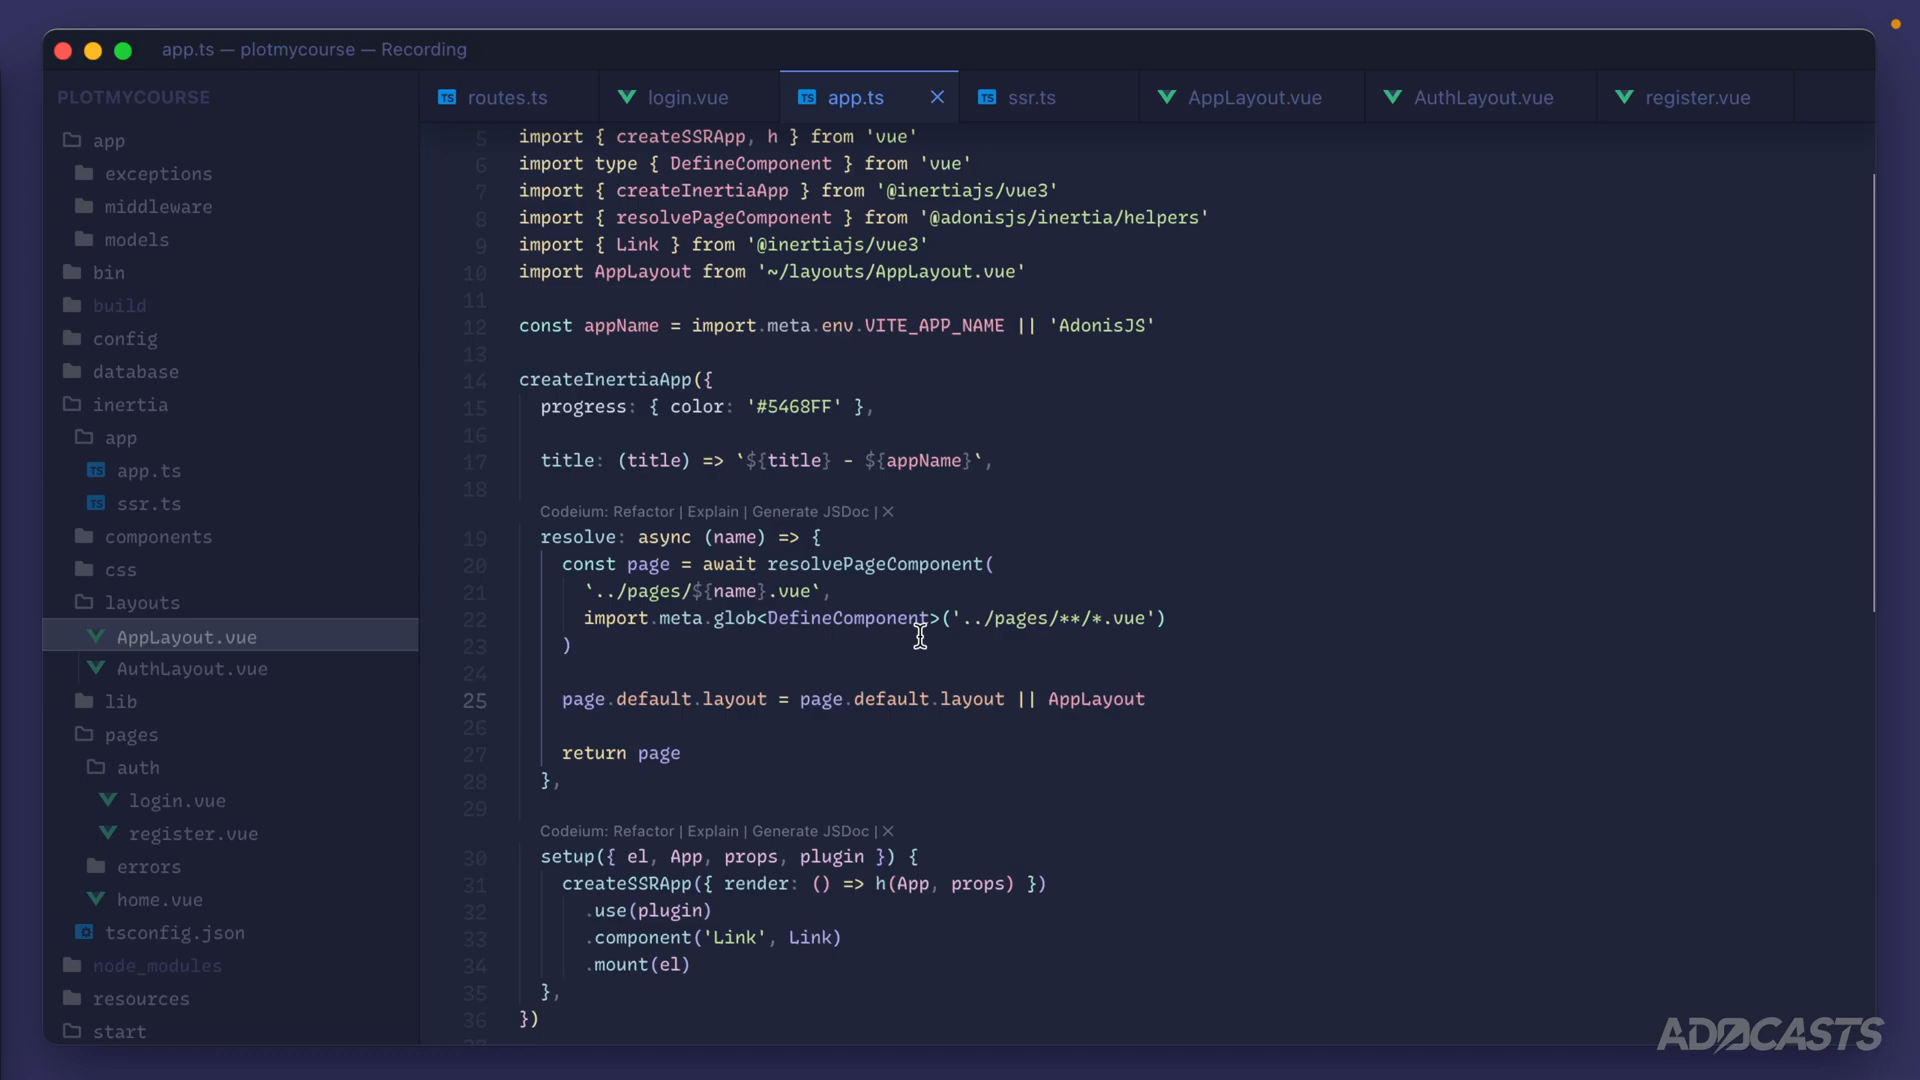 app.ts — plotmycourse — Recording
PLOTMYCOURSE
app
exceptions
middleware
models
bin
build
config
database
inertia
app
app.ts
ssr.ts
components
css
layouts
AppLayout.vue
AuthLayout.vue
lib
pages
auth
login.vue
register.vue
errors
home.vue
tsconfig.json
node_modules
resources
start
routes.ts
login.vue
app.ts
ssr.ts
AppLayout.vue
AuthLayout.vue
register.vue
5 import { createSSRApp, h } from 'vue'
6 import type { DefineComponent } from 'vue'
7 import { createInertiaApp } from '@inertiajs/vue3'
8 import { resolvePageComponent } from '@adonisjs/inertia/helpers'
9 import { Link } from '@inertiajs/vue3'
10 import AppLayout from '~/layouts/AppLayout.vue'
11
12 const appName = import.meta.env.VITE_APP_NAME || 'AdonisJS'
13
14 createInertiaApp({
15 progress: { color: '#5468FF' },
16
17 title: (title) => `${title} - ${appName}`,
18
Codeium: Refactor | Explain | Generate JSDoc | ✕
19 resolve: async (name) => {
20 const page = await resolvePageComponent(
21 `../pages/${name}.vue`,
22 import.meta.glob<DefineComponent>('../pages/**/*.vue')
23 )
24
25 page.default.layout = page.default.layout || AppLayout
26
27 return page
28 },
29
Codeium: Refactor | Explain | Generate JSDoc | ✕
30 setup({ el, App, props, plugin }) {
31 createSSRApp({ render: () => h(App, props) })
32 .use(plugin)
33 .component('Link', Link)
34 .mount(el)
35 },
36 })
ADOCASTS